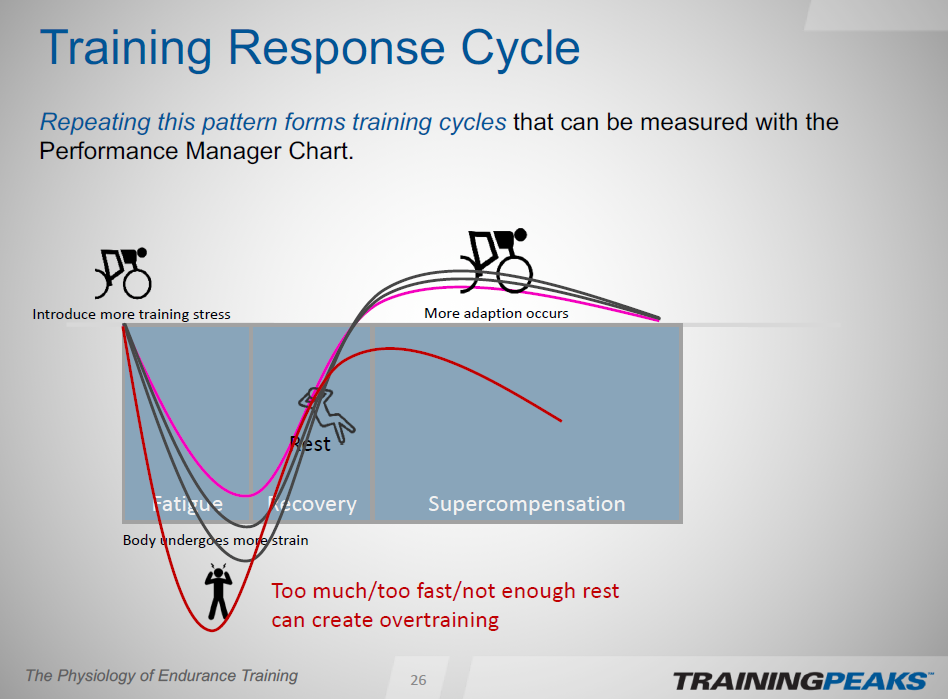 Training Response Cycle
Repeating this pattern forms training cycles that can be measured with the
Performance Manager Chart.
Introduce more training stress
More adaption occurs
Rest
Fatigue
Recovery
Supercompensation
Body undergoes more strain
Too much/too fast/not enough rest
can create overtraining
The Physiology of Endurance Training
26
TRAININGPEAKS™